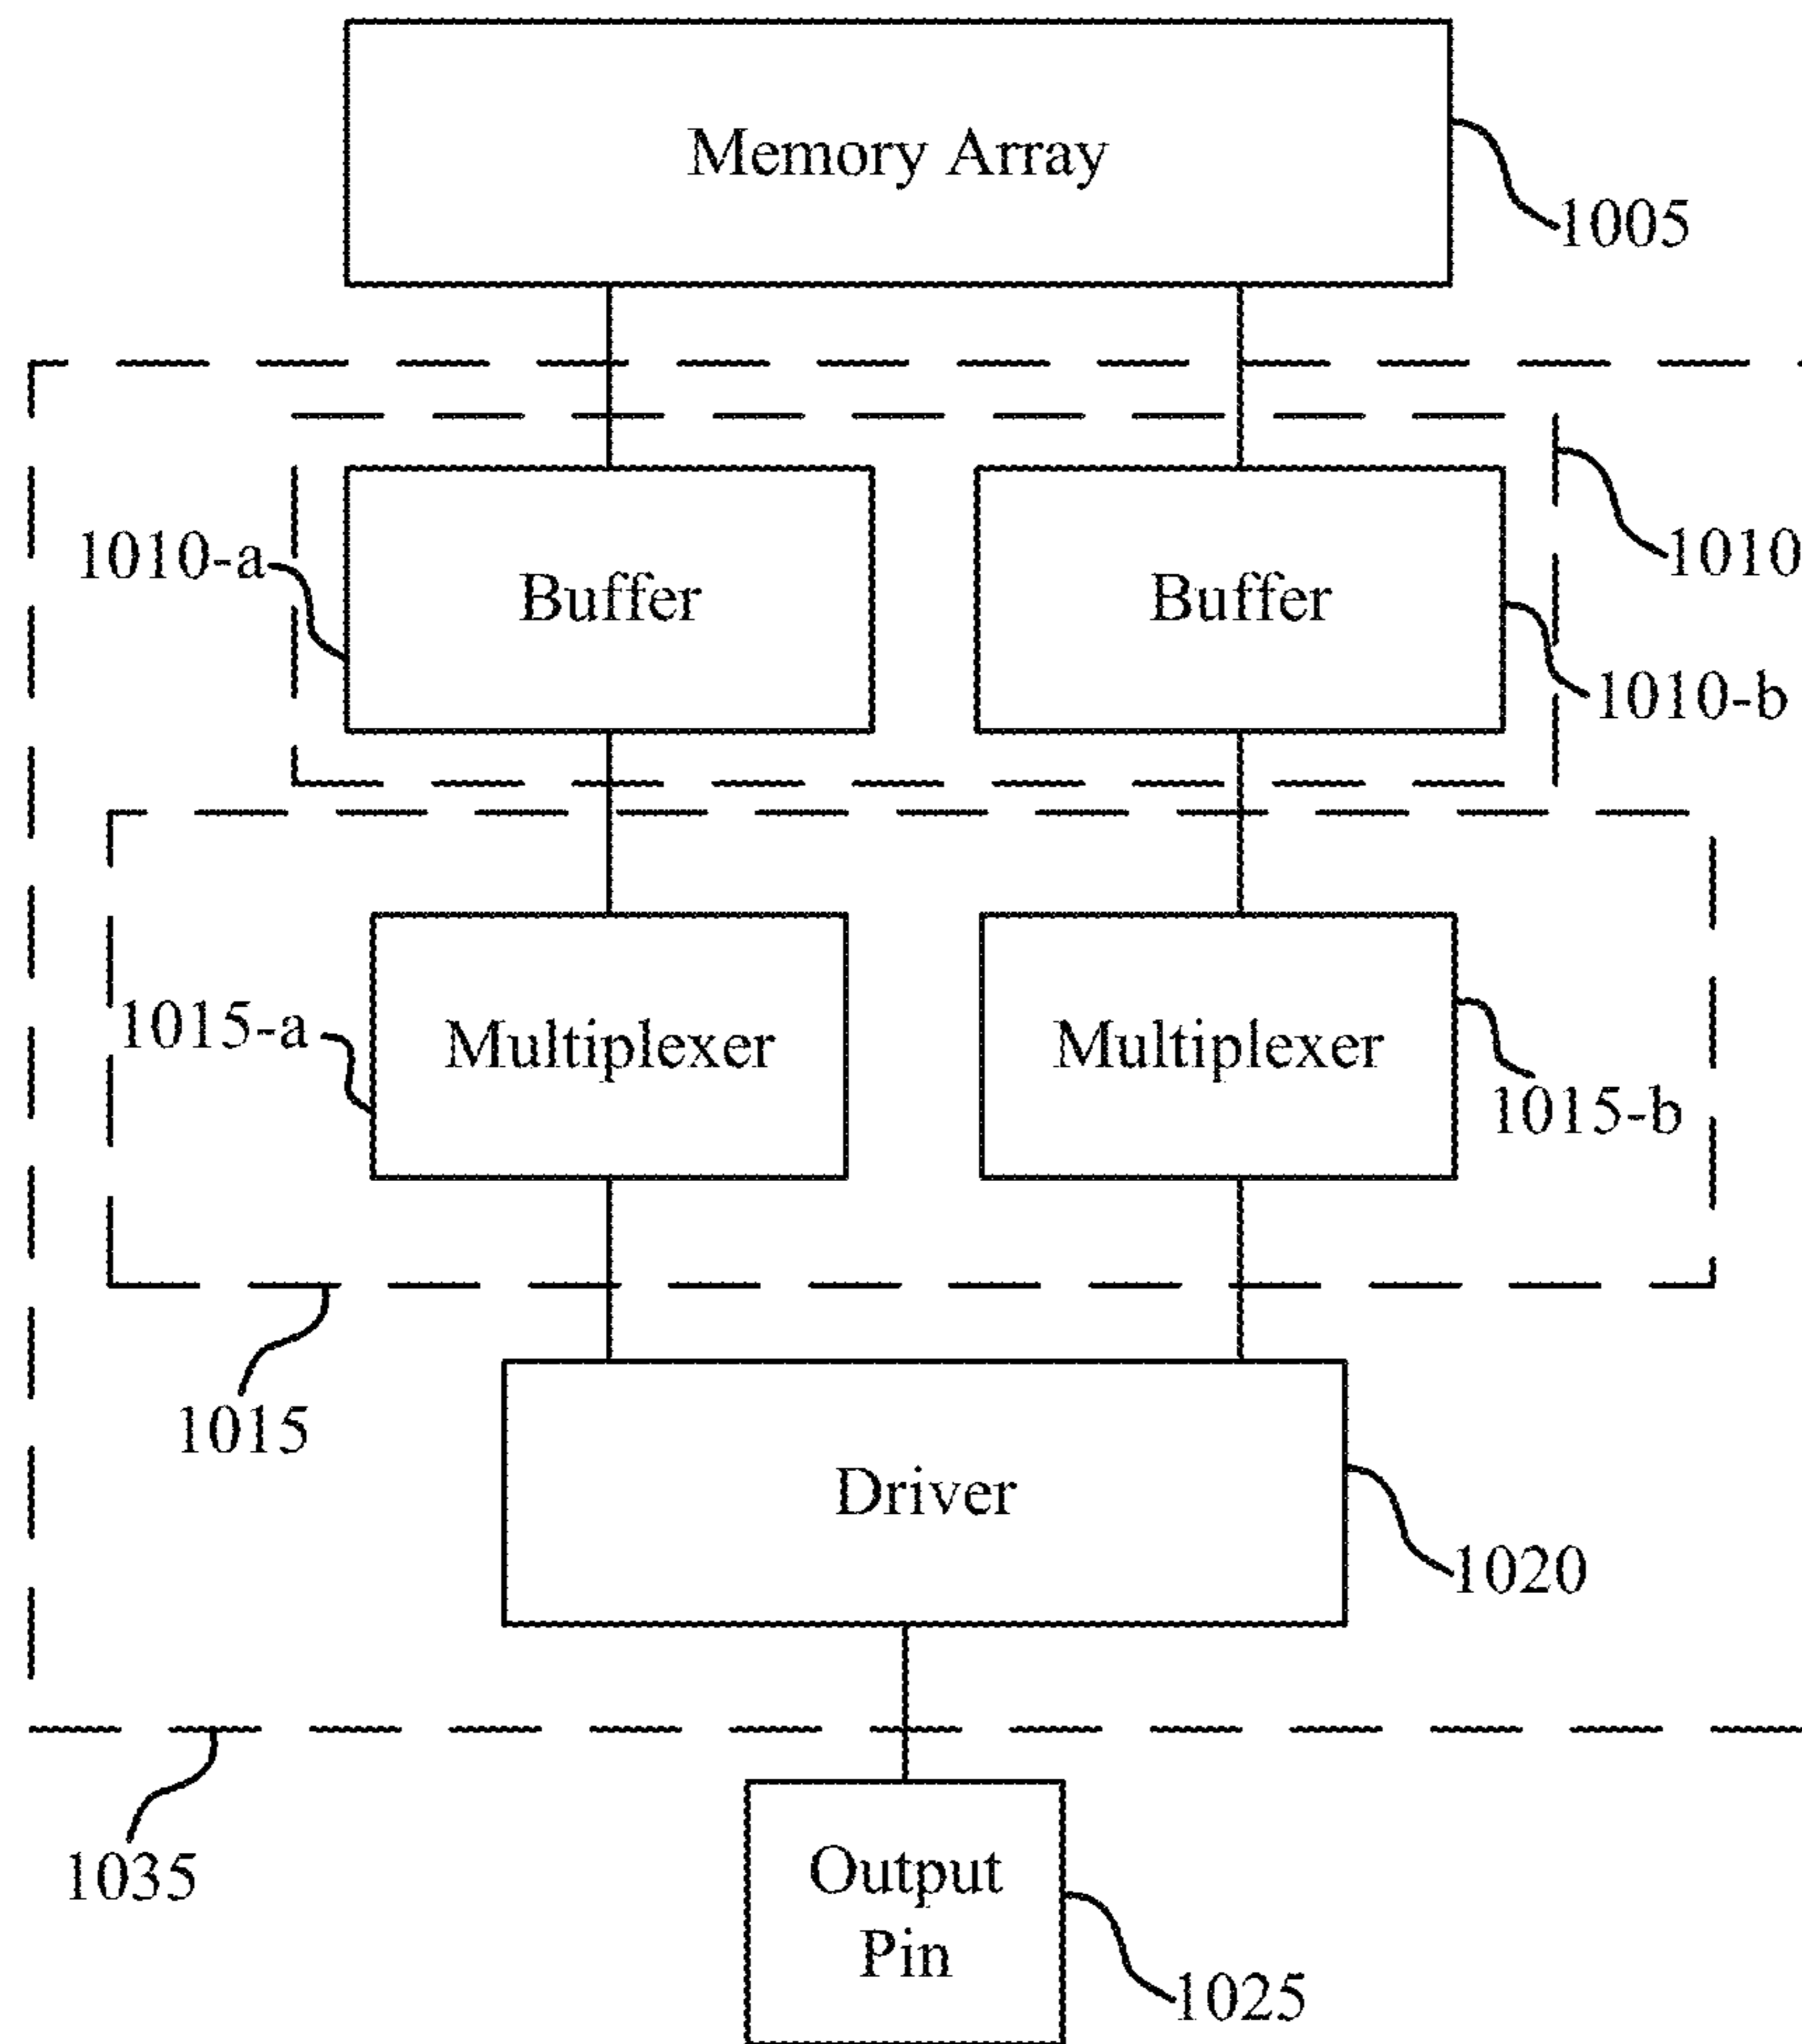 Memory Array
1005
1010-a
Buffer
Buffer
1010
1010-b
1015-a
Multiplexer
Multiplexer
1015-b
1015
Driver
1020
1035
Output
Pin
1025